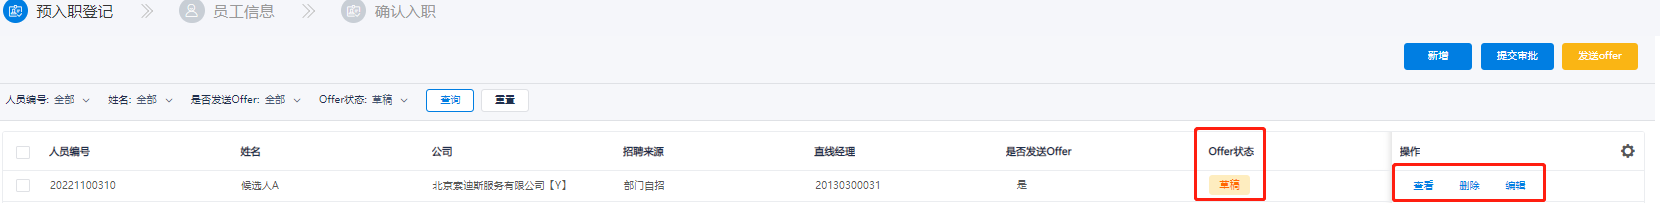 预入职登记 员工信息 确认入职
新增 提交审批 发送offer
人员编号: 全部 姓名: 全部 是否发送Offer: 全部 Offer状态: 草稿 查询 重置
人员编号 姓名 公司 招聘来源 直线经理 是否发送Offer Offer状态 操作
20221100310 候选人A 北京索迪斯服务有限公司【Y】 部门自招 20130300031 是 草稿 查看 删除 编辑